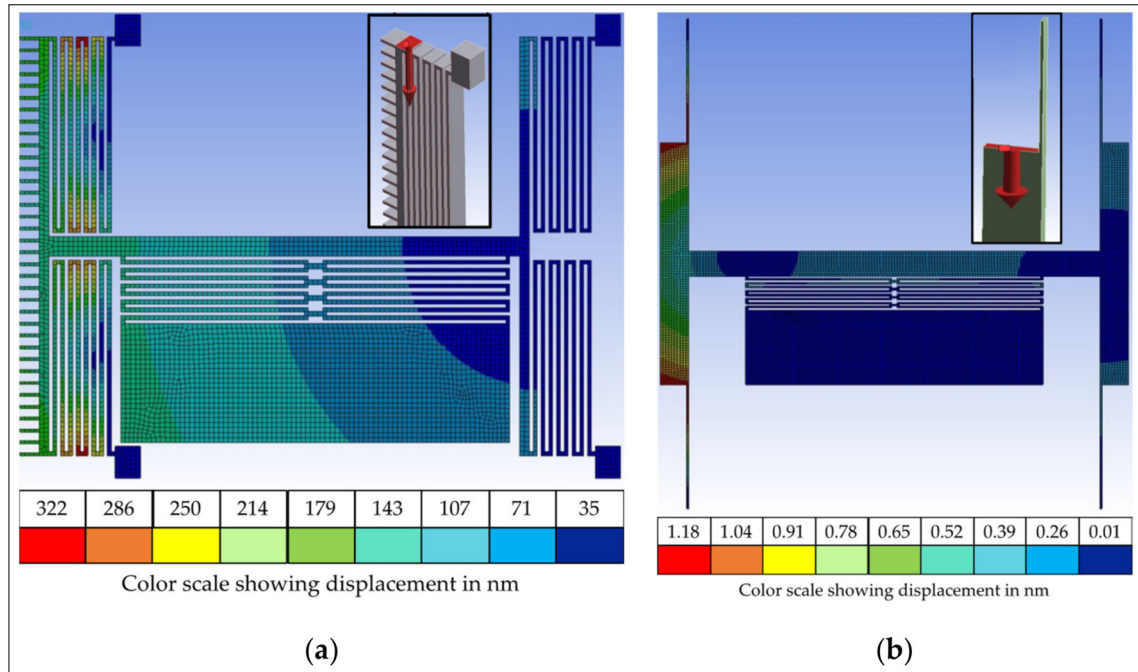 322 286 250 214 179 143 107 71 35
Color scale showing displacement in nm
(a)
1.18 1.04 0.91 0.78 0.65 0.52 0.39 0.26 0.01
Color scale showing displacement in nm
(b)